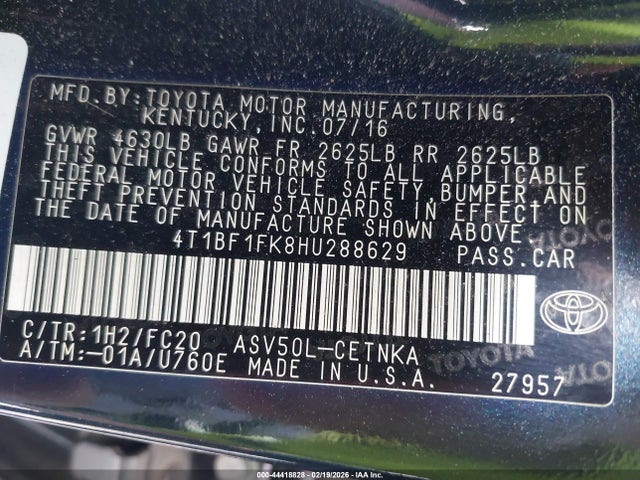 MFD.BY:TOYOTA MOTOR MANUFACTURING,
KENTUCKY,INC.07/16
GVWR 4630LB GAWR FR 2625LB RR 2625LB
THIS VEHICLE CONFORMS TO ALL APPLICABLE
FEDERAL MOTOR VEHICLE SAFETY,BUMPER,AND
THEFT PREVENTION STANDARDS IN EFFECT ON
THE DATE OF MANUFACTURE SHOWN ABOVE.
4T1BF1FK8HU288629 PASS.CAR
C/TR:1H2/FC20 ASV50L-CETNKA
A/TM:-01A/U760E MADE IN U.S.A. 27957
TOYOTA
TOYOTA
000-44418828 - 02/19/2026 - IAA Inc.